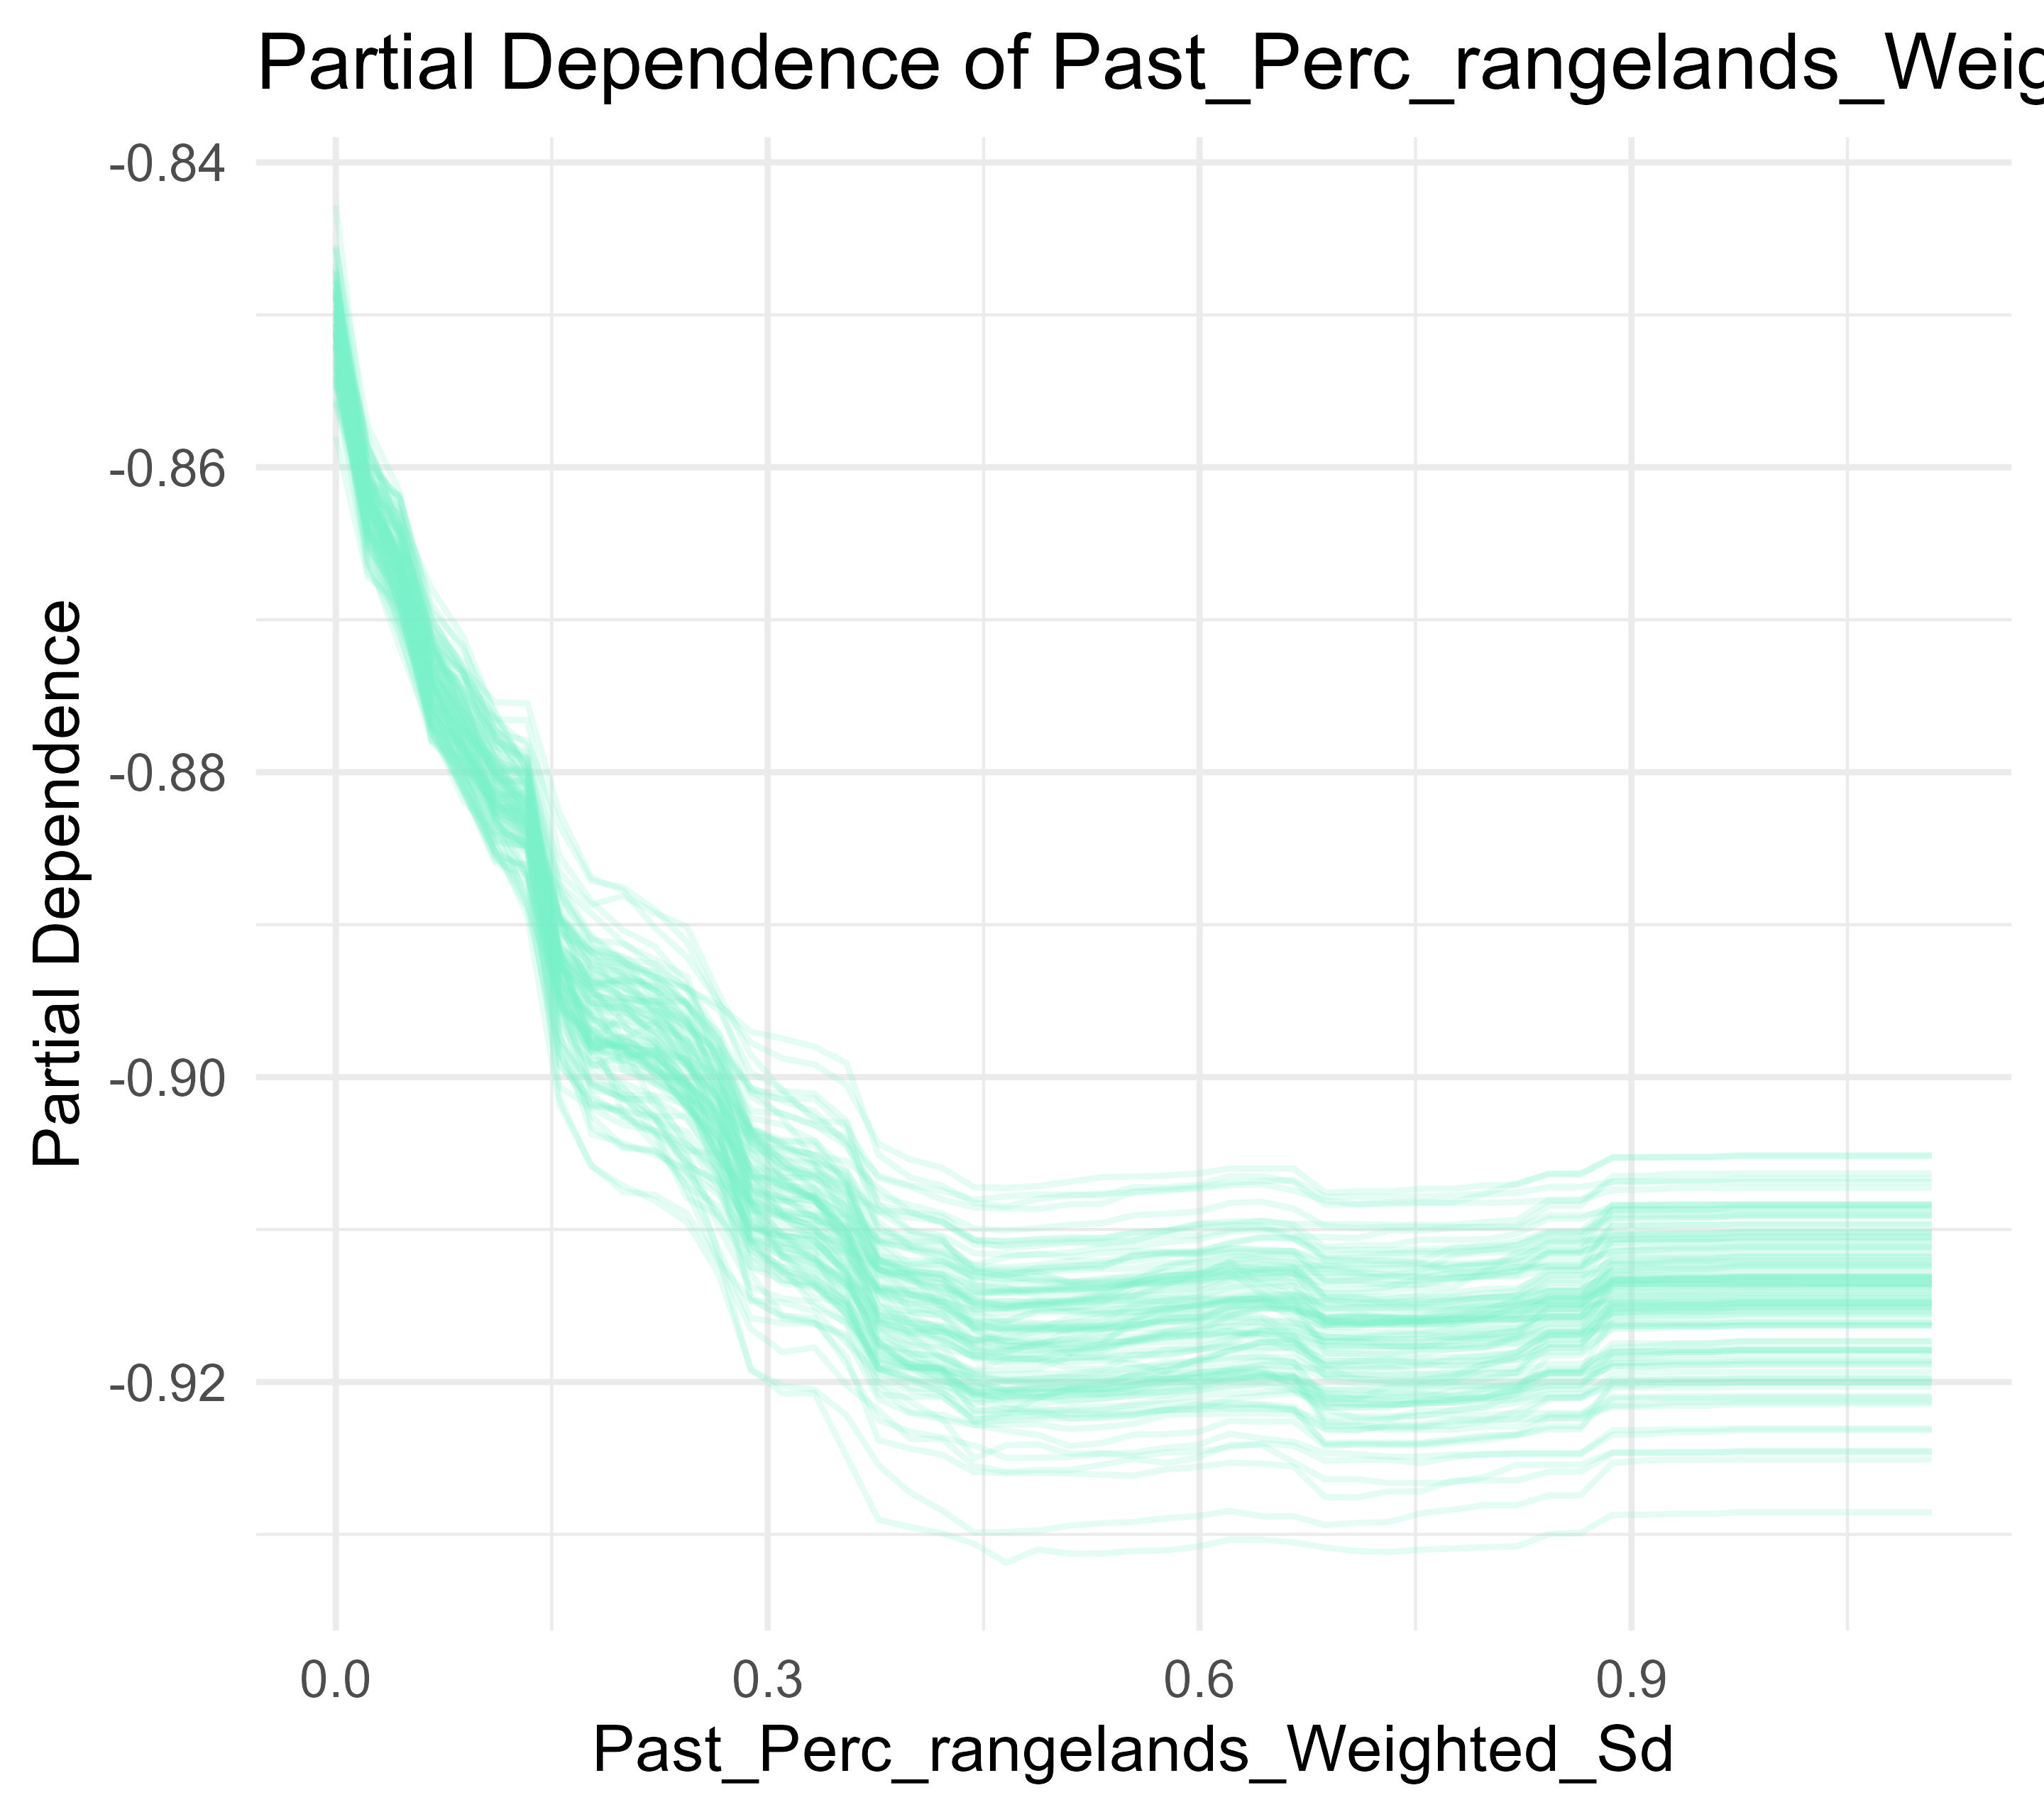 Partial Dependence of Past_Perc_rangelands_Weig
-0.84
-0.86
-0.88
-0.90
-0.92
Partial Dependence
0.0 0.3 0.6 0.9
Past_Perc_rangelands_Weighted_Sd